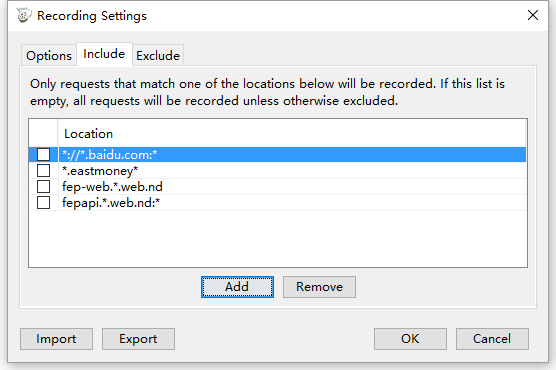 Recording Settings
Options Include Exclude
Only requests that match one of the locations below will be recorded. If this list is
empty, all requests will be recorded unless otherwise excluded.
Location
*://*.baidu.com:*
*.eastmoney*
fep-web.*.web.nd
fepapi.*.web.nd:*
Add Remove
Import Export OK Cancel